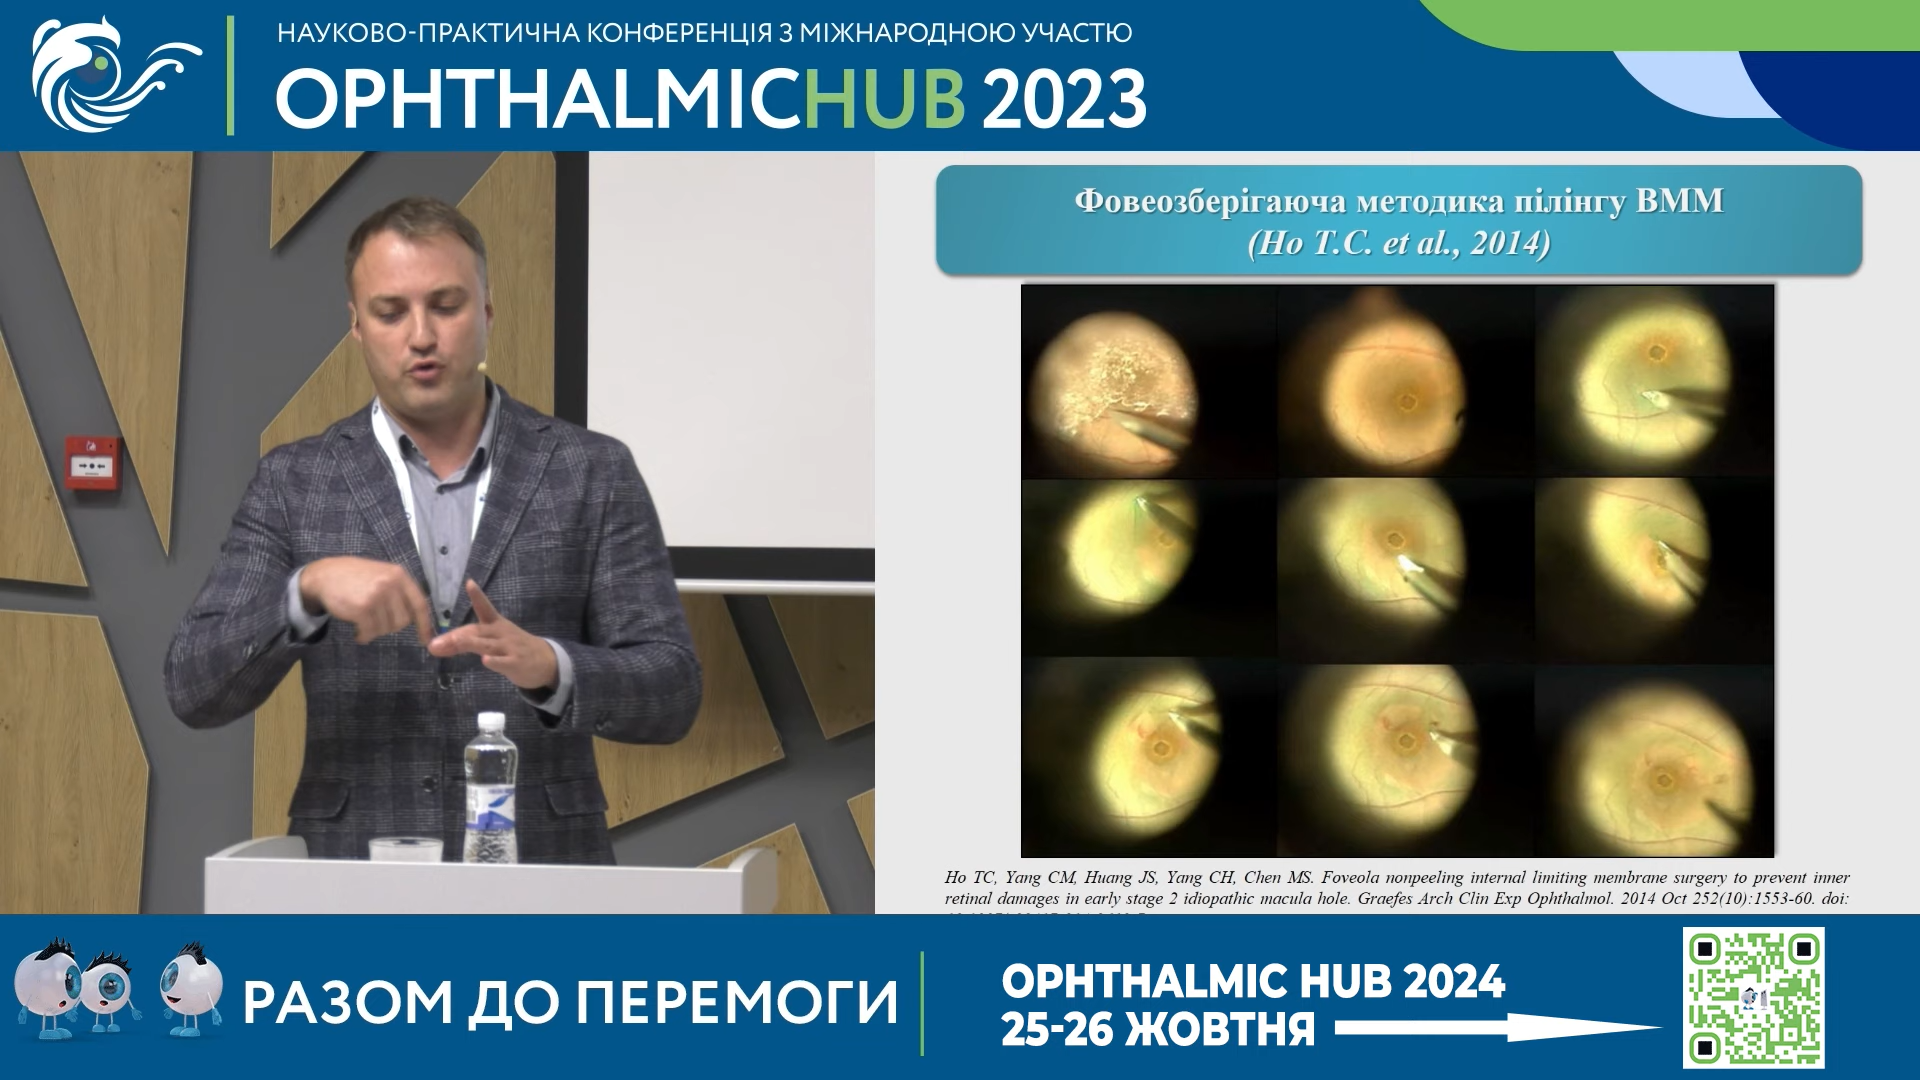 НАУКОВО-ПРАКТИЧНА КОНФЕРЕНЦІЯ З МІЖНАРОДНОЮ УЧАСТЮ
OPHTHALMICHUB 2023
Фовеозберігаюча методика пілінгу ВММ
(Ho T.C. et al., 2014)
Ho TC, Yang CM, Huang JS, Yang CH, Chen MS. Foveola nonpeeling internal limiting membrane surgery to prevent inner
retinal damages in early stage 2 idiopathic macula hole. Graefes Arch Clin Exp Ophthalmol. 2014 Oct 252(10):1553-60. doi:
РАЗОМ ДО ПЕРЕМОГИ
OPHTHALMIC HUB 2024
25-26 ЖОВТНЯ